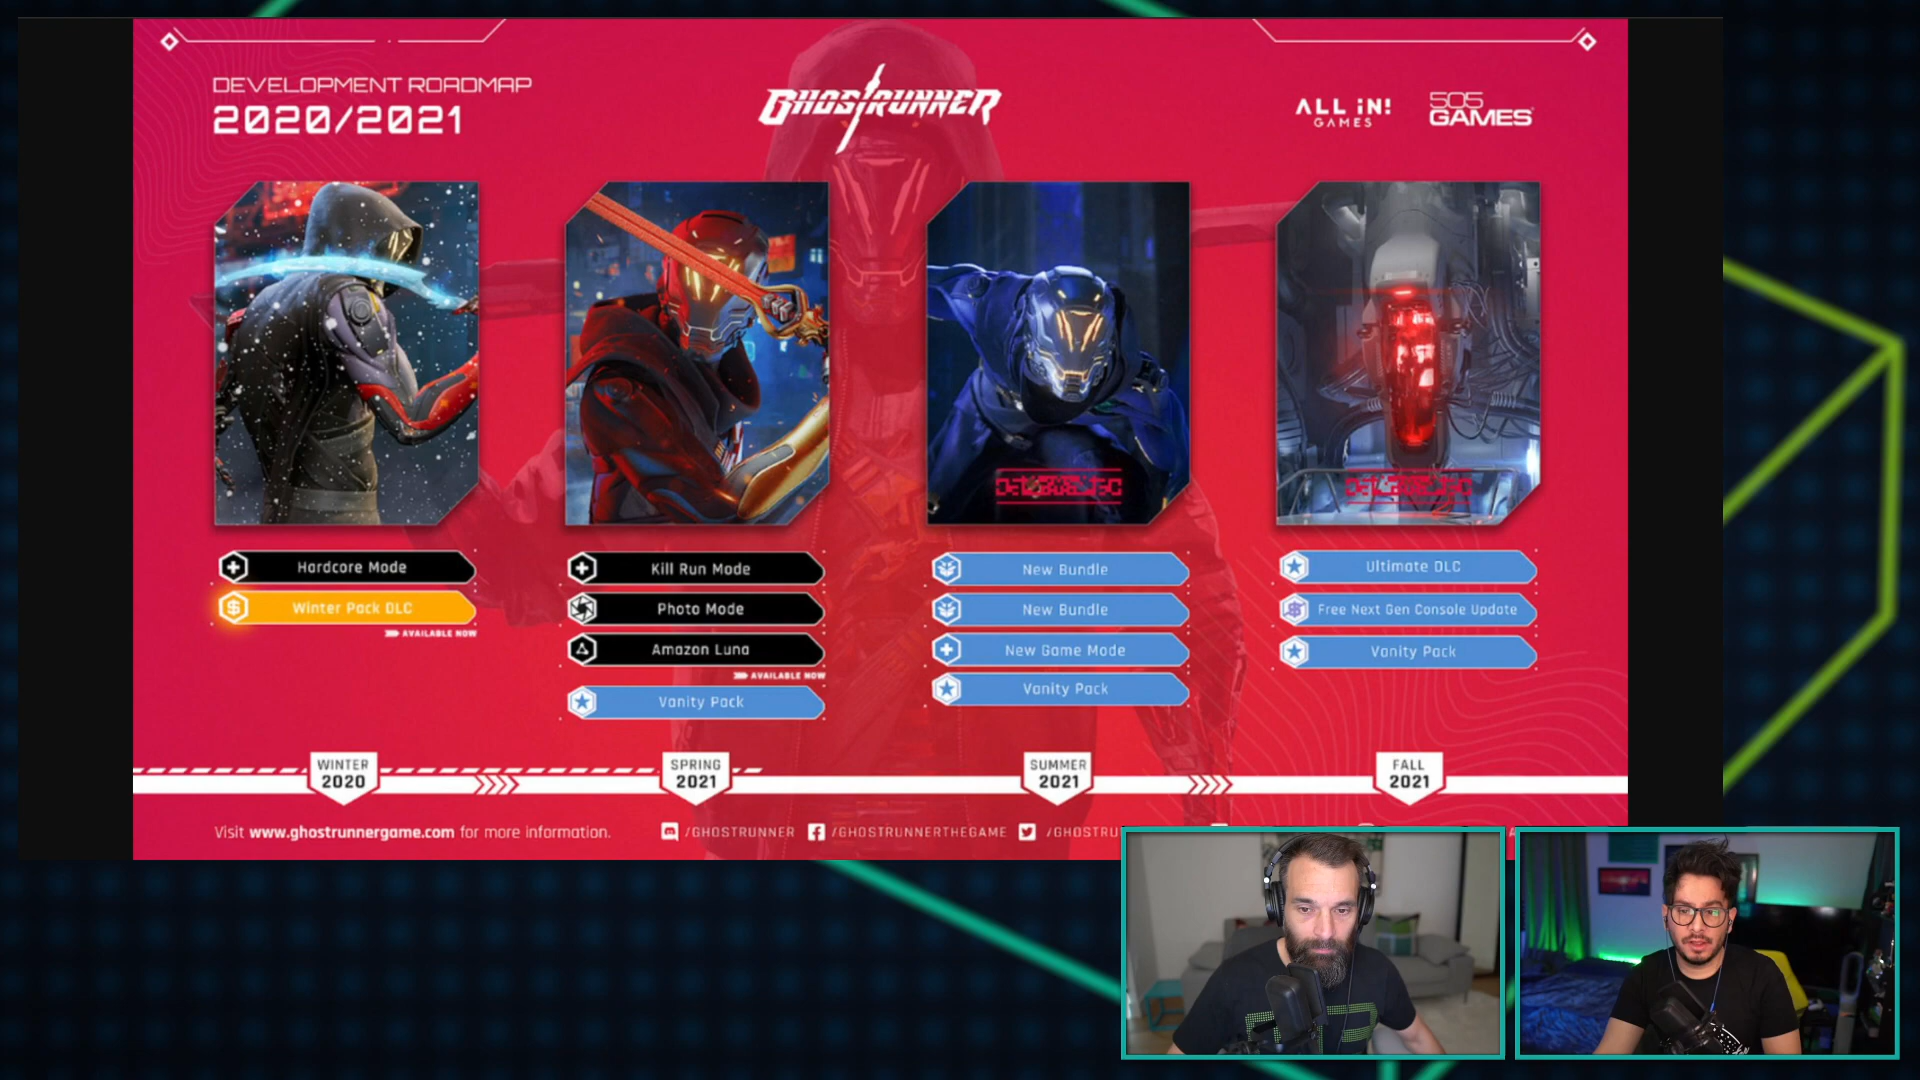 DEVELOPMENT ROADMAP
2020/2021
GHOSTRUNNER
ALL IN!
GAMES
505
GAMES
Hardcore Mode
Winter Pack DLC
AVAILABLE NOW
Kill Run Mode
Photo Mode
Amazon Luna
AVAILABLE NOW
Vanity Pack
New Bundle
New Bundle
New Game Mode
Vanity Pack
Ultimate DLC
Free Next Gen Console Update
Vanity Pack
WINTER
2020
SPRING
2021
SUMMER
2021
FALL
2021
Visit www.ghostrunnergame.com for more information.
/GHOSTRUNNER
/GHOSTRUNNERTHEGAME
/GHOSTRU